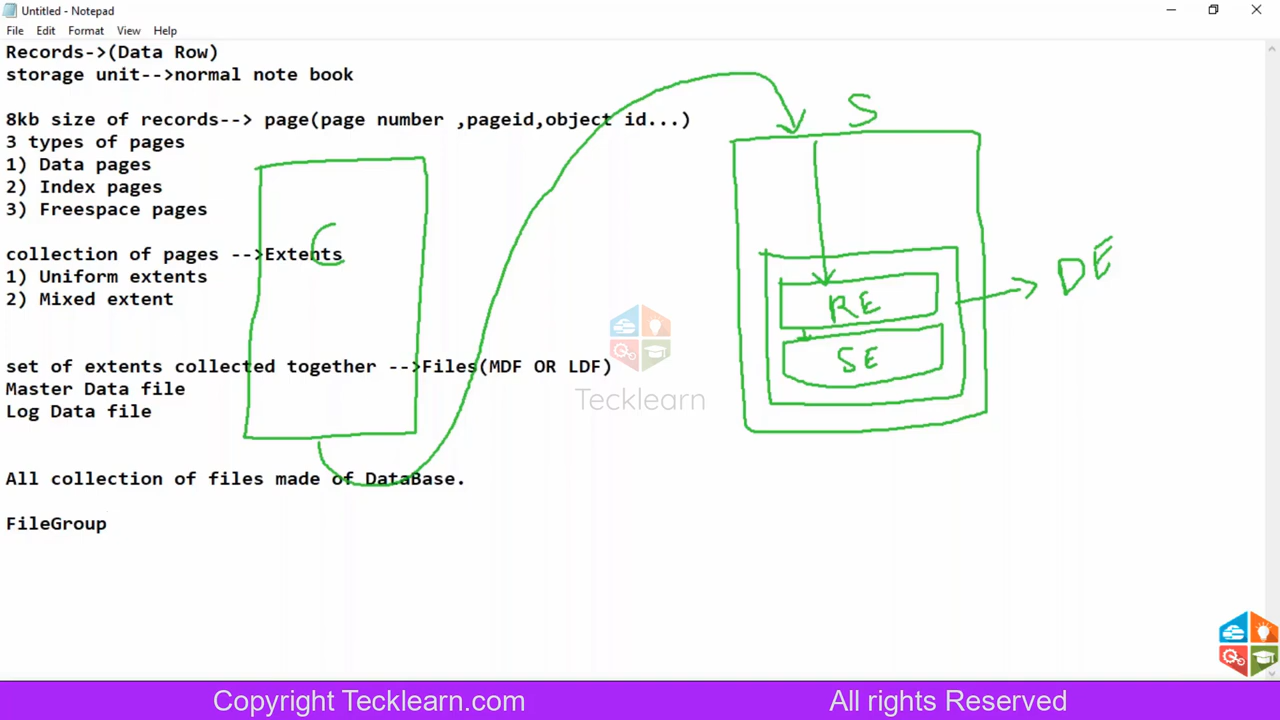 Untitled - Notepad
File Edit Format View Help
Records->(Data Row)
storage unit-->normal note book
8kb size of records--> page(page number ,pageid,object id...)
3 types of pages
1) Data pages
2) Index pages
3) Freespace pages
collection of pages -->Extents
1) Uniform extents
2) Mixed extent
set of extents collected together -->Files(MDF OR LDF)
Master Data file
Log Data file
All collection of files made of DataBase.
FileGroup
C
S
RE
SE
DE
Tecklearn
Copyright Tecklearn.com
All rights Reserved